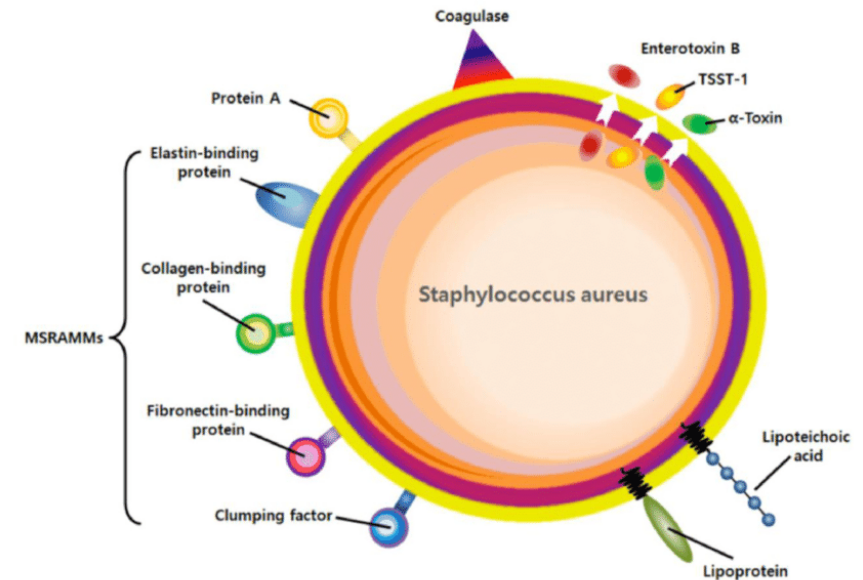 Coagulase
Enterotoxin B
TSST-1
Protein A
α-Toxin
Elastin-binding
protein
Collagen-binding
protein
Staphylococcus aureus
MSRAMMs
Fibronectin-binding
protein
Lipoteichoic
acid
Clumping factor
Lipoprotein